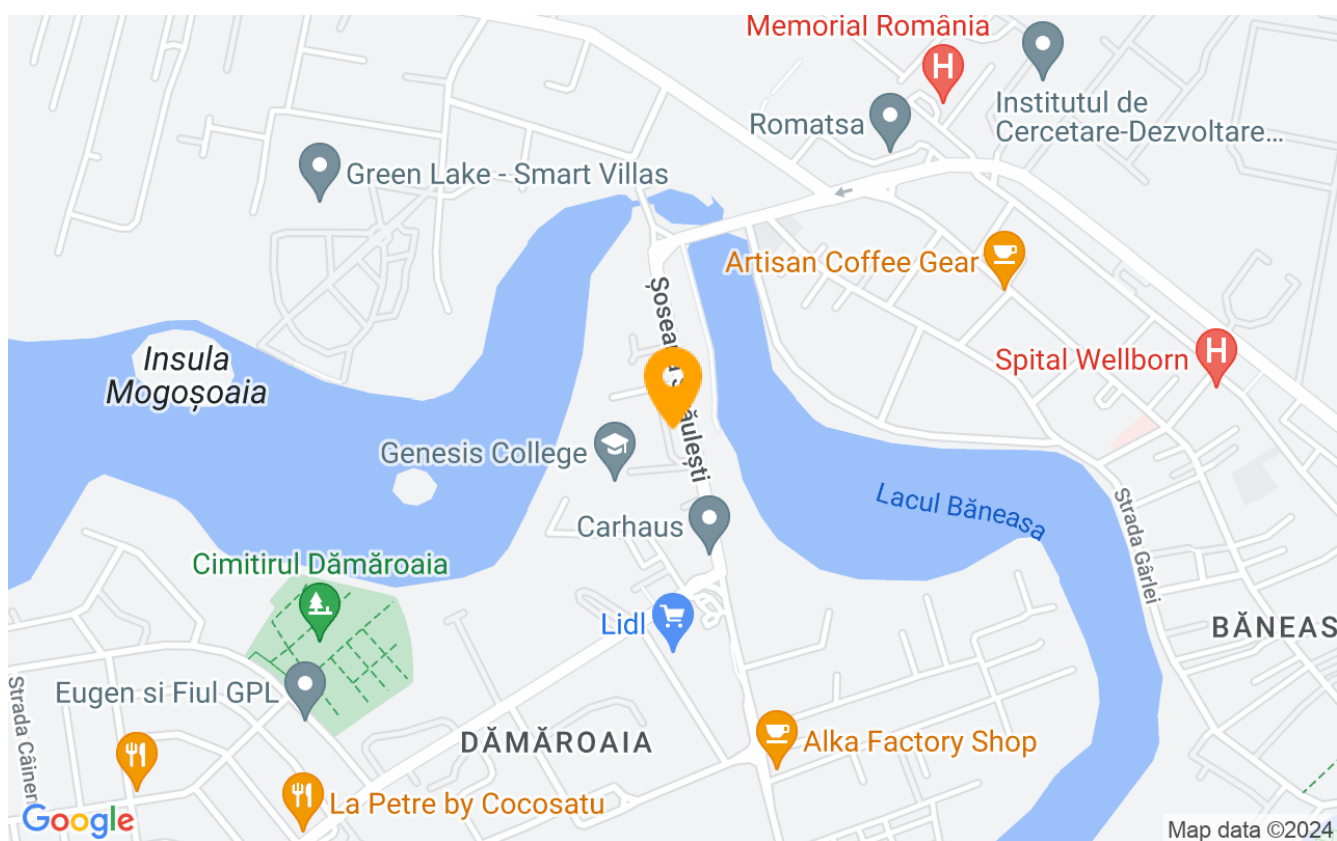 Memorial România
Institutul de
Cercetare-Dezvoltare…
Romatsa
Green Lake - Smart Villas
Artisan Coffee Gear
Insula
Mogoșoaia
Spital Wellborn
Genesis College
Lacul Băneasa
Carhaus
Strada Gârlei
Cimitirul Dămăroaia
Lidl
BĂNEAS
Eugen si Fiul GPL
DĂMĂROAIA
Alka Factory Shop
La Petre by Cocosatu
Google
Map data ©2024